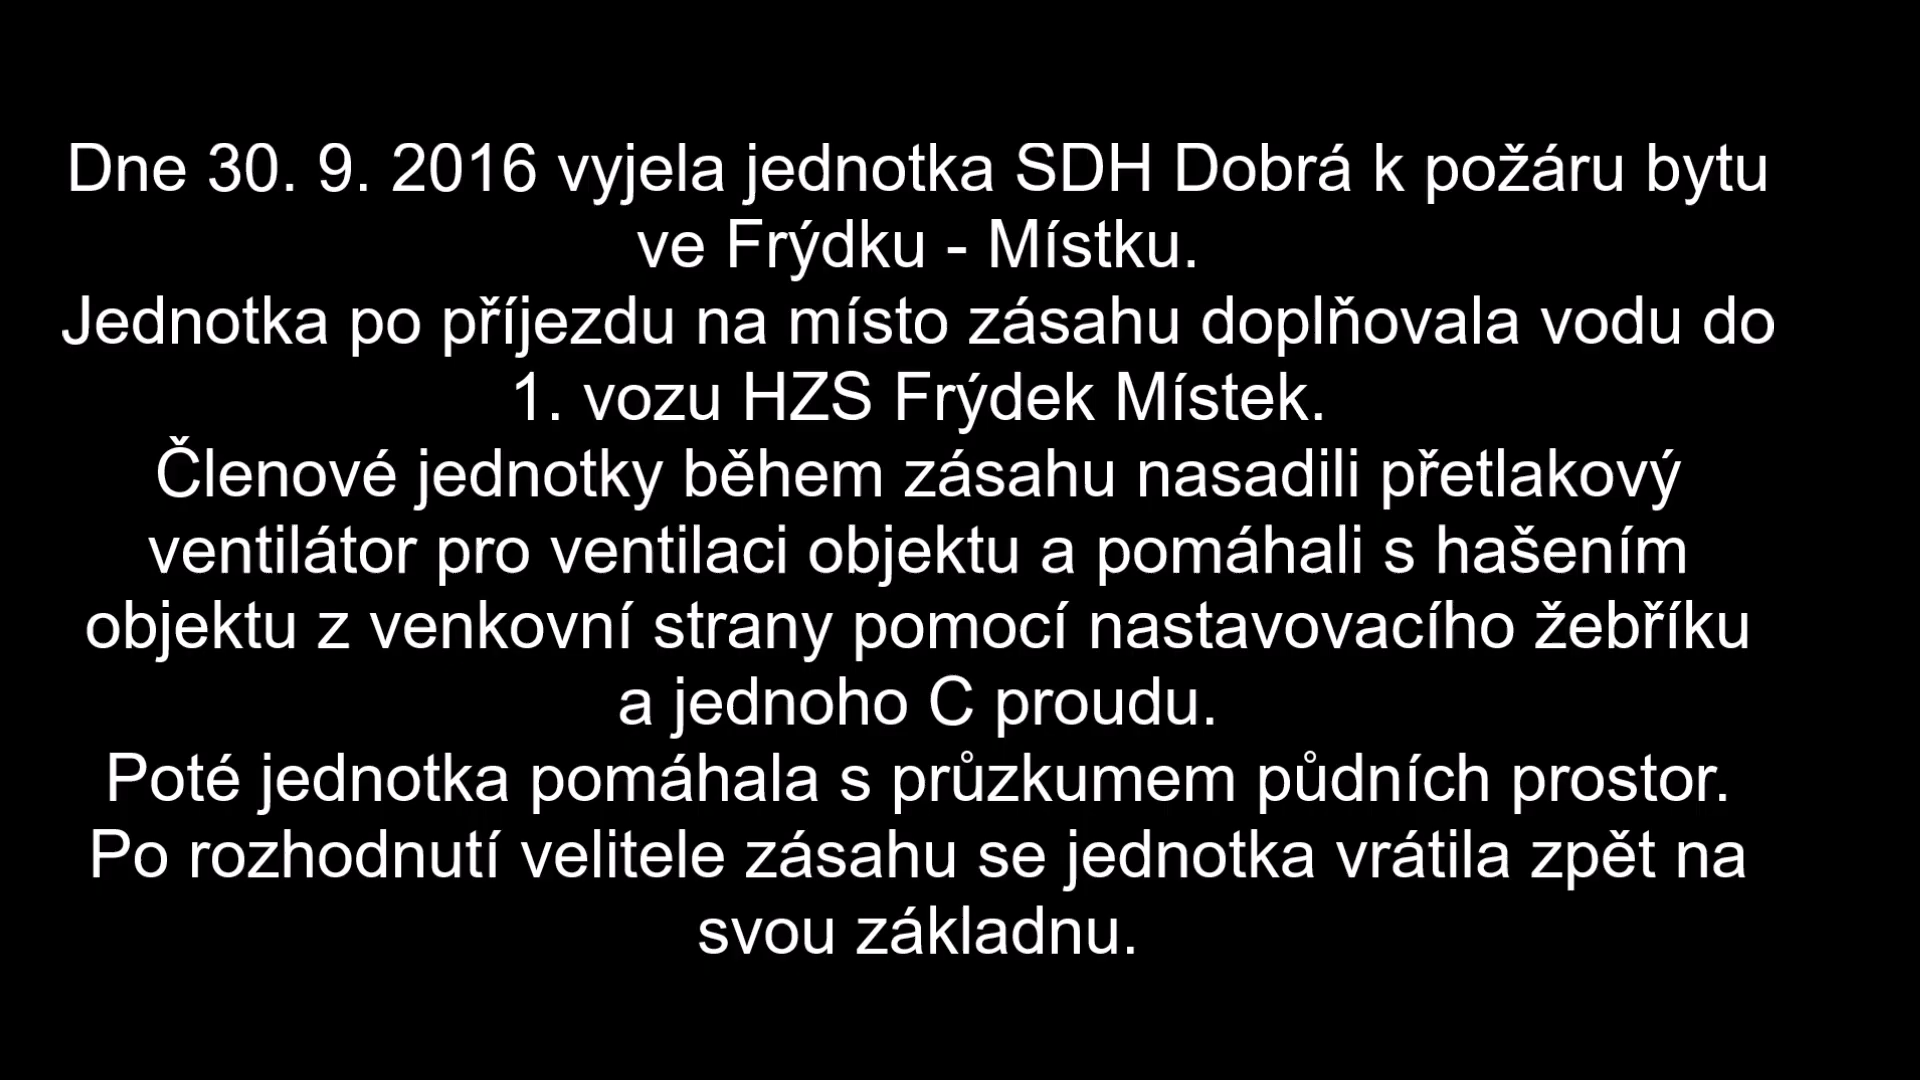 Dne 30. 9. 2016 vyjela jednotka SDH Dobrá k požáru bytu
ve Frýdku - Místku.
Jednotka po příjezdu na místo zásahu doplňovala vodu do
1. vozu HZS Frýdek Místek.
Členové jednotky během zásahu nasadili přetlakový
ventilátor pro ventilaci objektu a pomáhali s hašením
objektu z venkovní strany pomocí nastavovacího žebříku
a jednoho C proudu.
Poté jednotka pomáhala s průzkumem půdních prostor.
Po rozhodnutí velitele zásahu se jednotka vrátila zpět na
svou základnu.